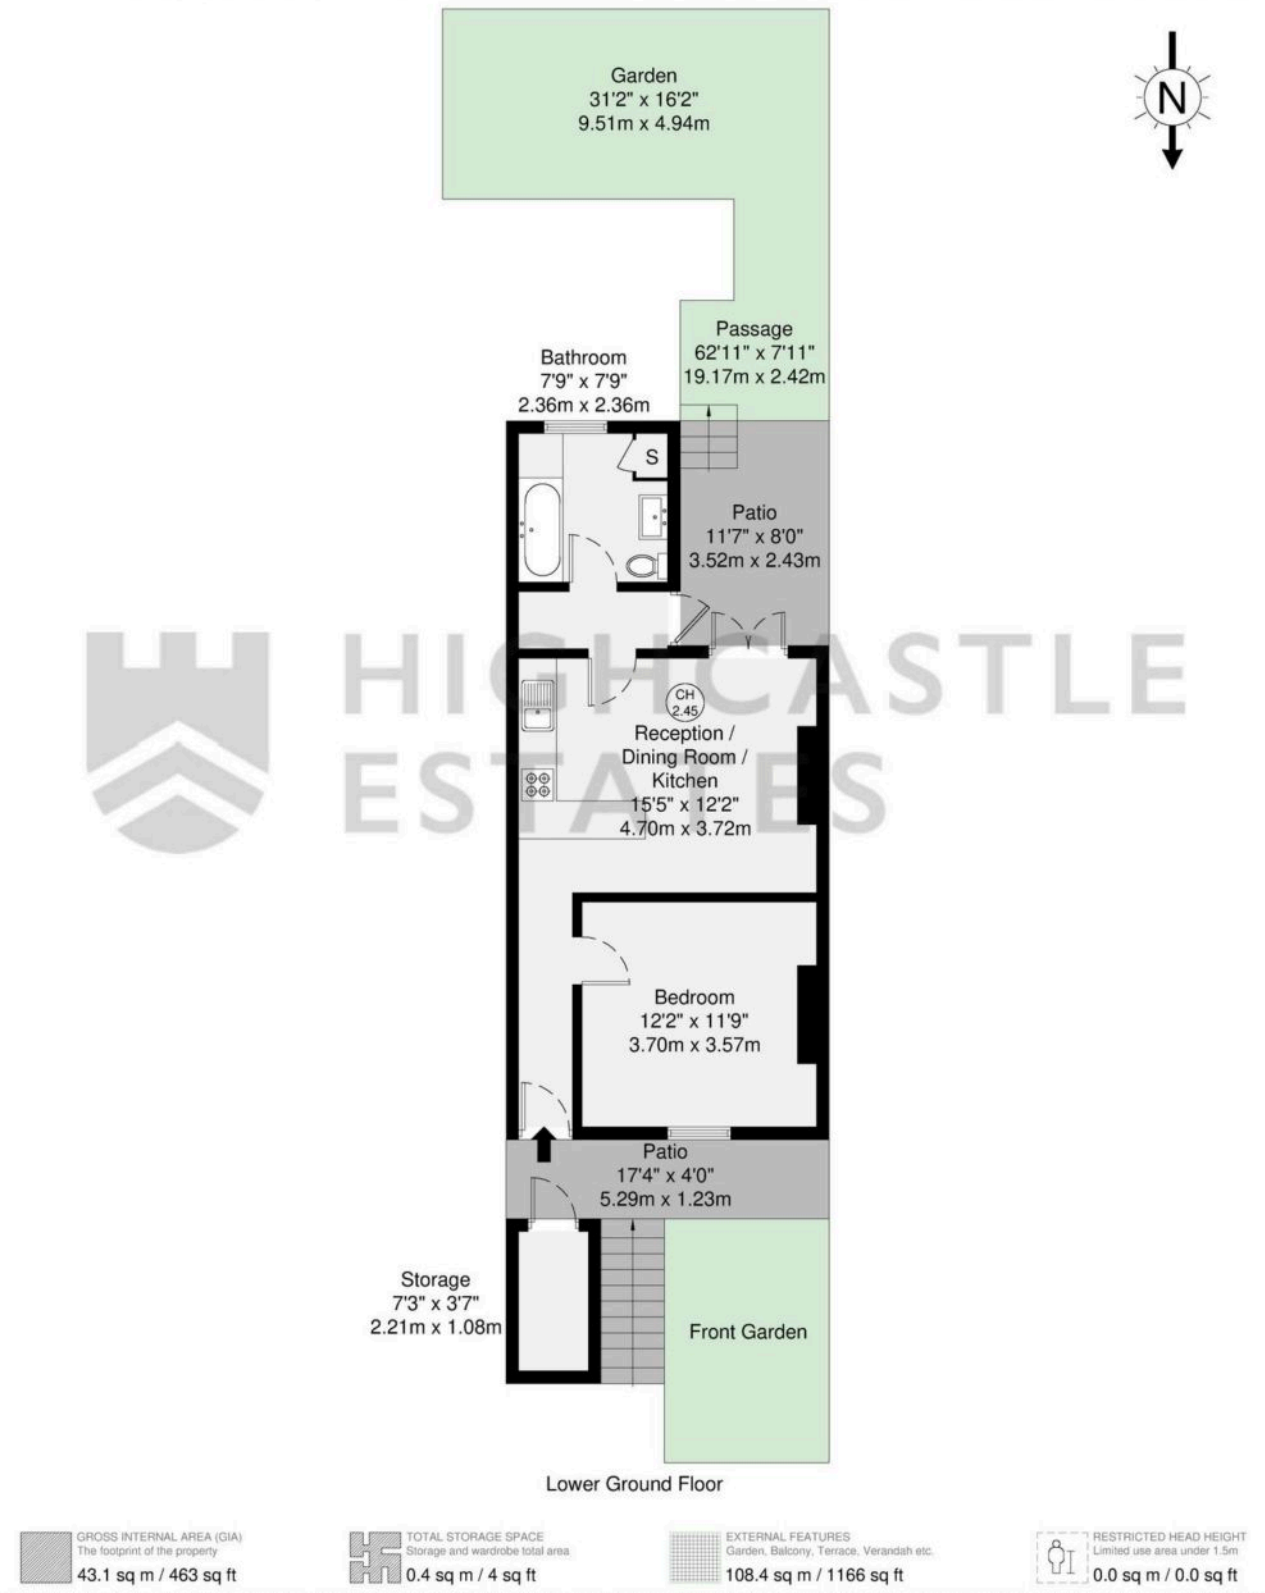 Garden
31'2" x 16'2"
9.51m x 4.94m
N
Passage
62'11" x 7'11"
19.17m x 2.42m
Bathroom
7'9" x 7'9"
2.36m x 2.36m
S
Patio
11'7" x 8'0"
3.52m x 2.43m
HIGHCASTLE
ESTATES
CH
2.45
Reception /
Dining Room /
Kitchen
15'5" x 12'2"
4.70m x 3.72m
Bedroom
12'2" x 11'9"
3.70m x 3.57m
Patio
17'4" x 4'0"
5.29m x 1.23m
Storage
7'3" x 3'7"
2.21m x 1.08m
Front Garden
Lower Ground Floor
GROSS INTERNAL AREA (GIA)
The footprint of the property
43.1 sq m / 463 sq ft
TOTAL STORAGE SPACE
Storage and wardrobe total area
0.4 sq m / 4 sq ft
EXTERNAL FEATURES
Garden, Balcony, Terrace, Verandah etc.
108.4 sq m / 1166 sq ft
RESTRICTED HEAD HEIGHT
Limited use area under 1.5m
0.0 sq m / 0.0 sq ft